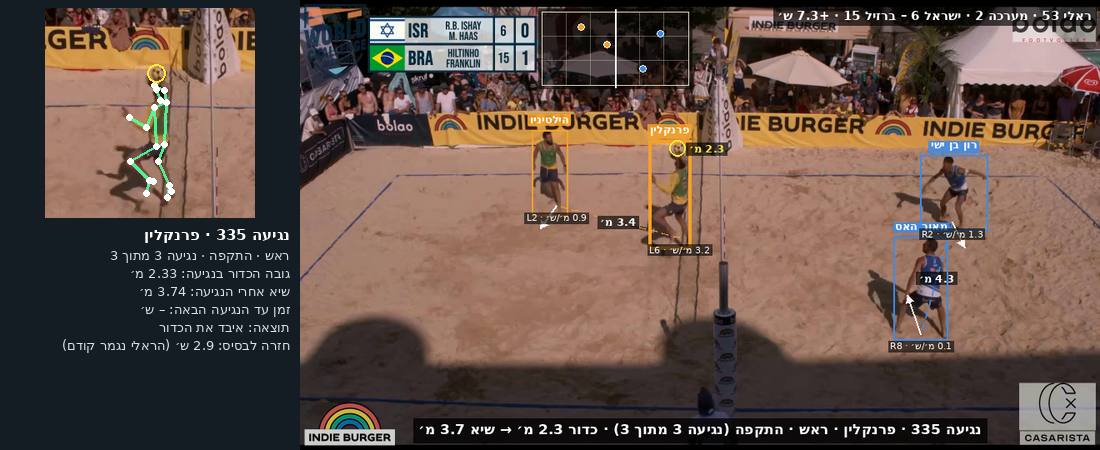 נגיעה 335 · פרנקלין
ראש · התקפה · נגיעה 3 מתוך 3
גובה הכדור בנגיעה: 2.33 מ׳
שיא אחרי הנגיעה: 3.74 מ׳
זמן עד הנגיעה הבאה: – ש׳
תוצאה: איבד את הכדור
חזרה לבסיס: 2.9 ש׳ (הראלי נגמר קודם)
ראלי 53 · מערכה 2 · ישראל 6 – ברזיל 15 · +7.3 ש׳
ISR R.B. ISHAY M. HAAS 6 0
BRA HILTINHO FRANKLIN 15 1
INDIE BURGER
bolao
FOOTVOLLEY
bolao
INDIE BURGER
INDIE BURGER
הילטיניו
פרנקלין
2.3 מ׳
רון בן ישי
L2 · 0.9 מ׳/ש׳
3.4 מ׳
L6 · 3.2 מ׳/ש׳
מאור האס
R2 · 1.3 מ׳/ש׳
4.3 מ׳
R8 · 0.1 מ׳/ש׳
נגיעה 335 · פרנקלין · ראש · התקפה (נגיעה 3 מתוך 3) · כדור 2.3 מ׳ → שיא 3.7 מ׳
INDIE BURGER
CASARISTA